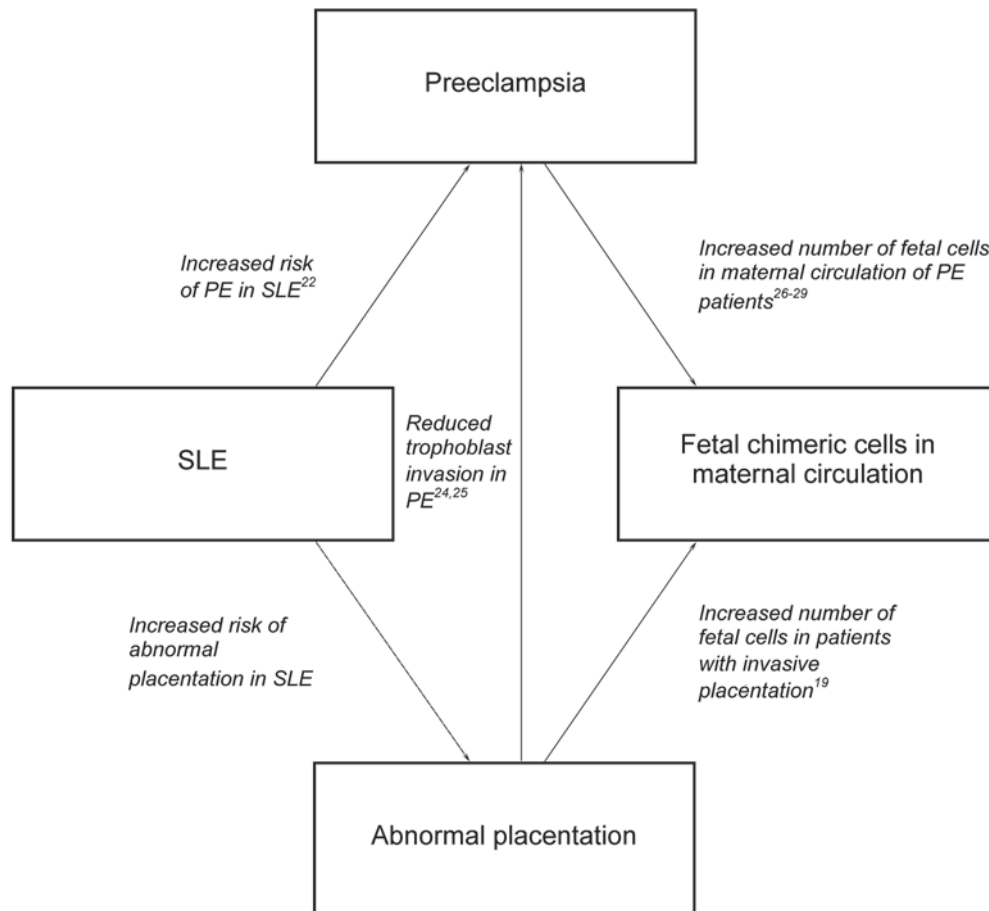 Preeclampsia
Increased risk
of PE in SLE22
Increased number of fetal cells
in maternal circulation of PE
patients26-29
SLE
Reduced
trophoblast
invasion in
PE24,25
Fetal chimeric cells in
maternal circulation
Increased risk of
abnormal
placentation in SLE
Increased number of
fetal cells in patients
with invasive
placentation19
Abnormal placentation